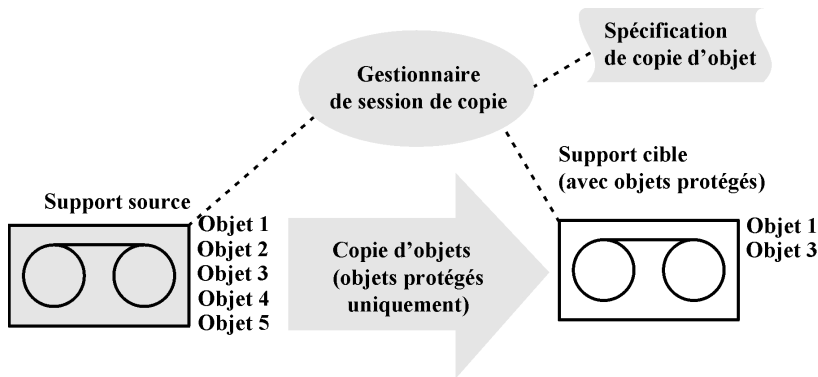 Spécification
de copie d’objet
Gestionnaire
de session de copie
Support cible
(avec objets protégés)
Support source
Objet 1
Objet 2
Objet 3
Objet 4
Objet 5
Copie d’objets
(objets protégés
uniquement)
Objet 1
Objet 3